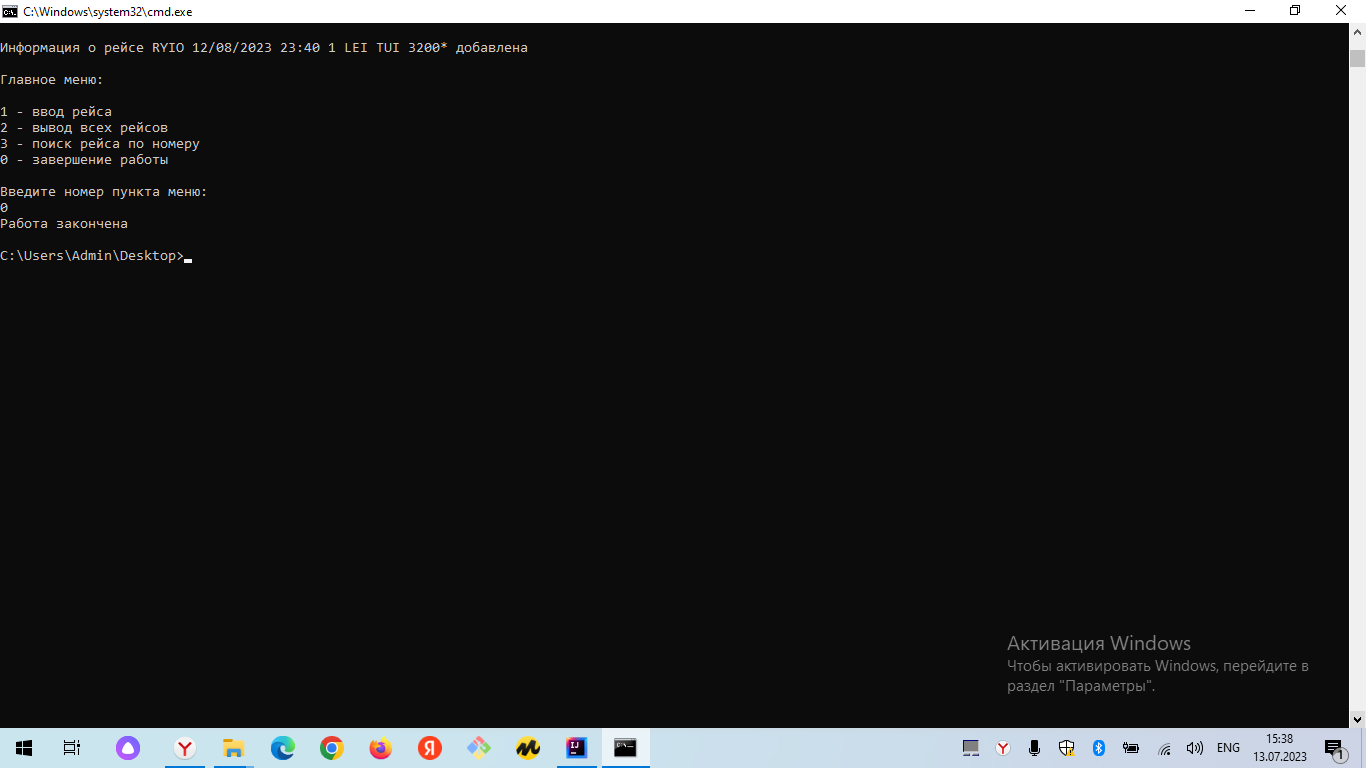 C:\Windows\system32\cmd.exe
Информация о рейсе RYIO 12/08/2023 23:40 1 LEI TUI 3200* добавлена
Главное меню:
1 - ввод рейса
2 - вывод всех рейсов
3 - поиск рейса по номеру
0 - завершение работы
Введите номер пункта меню:
0
Работа закончена
C:\Users\Admin\Desktop>
Активация Windows
Чтобы активировать Windows, перейдите в
раздел "Параметры".
ENG
15:38
13.07.2023
1